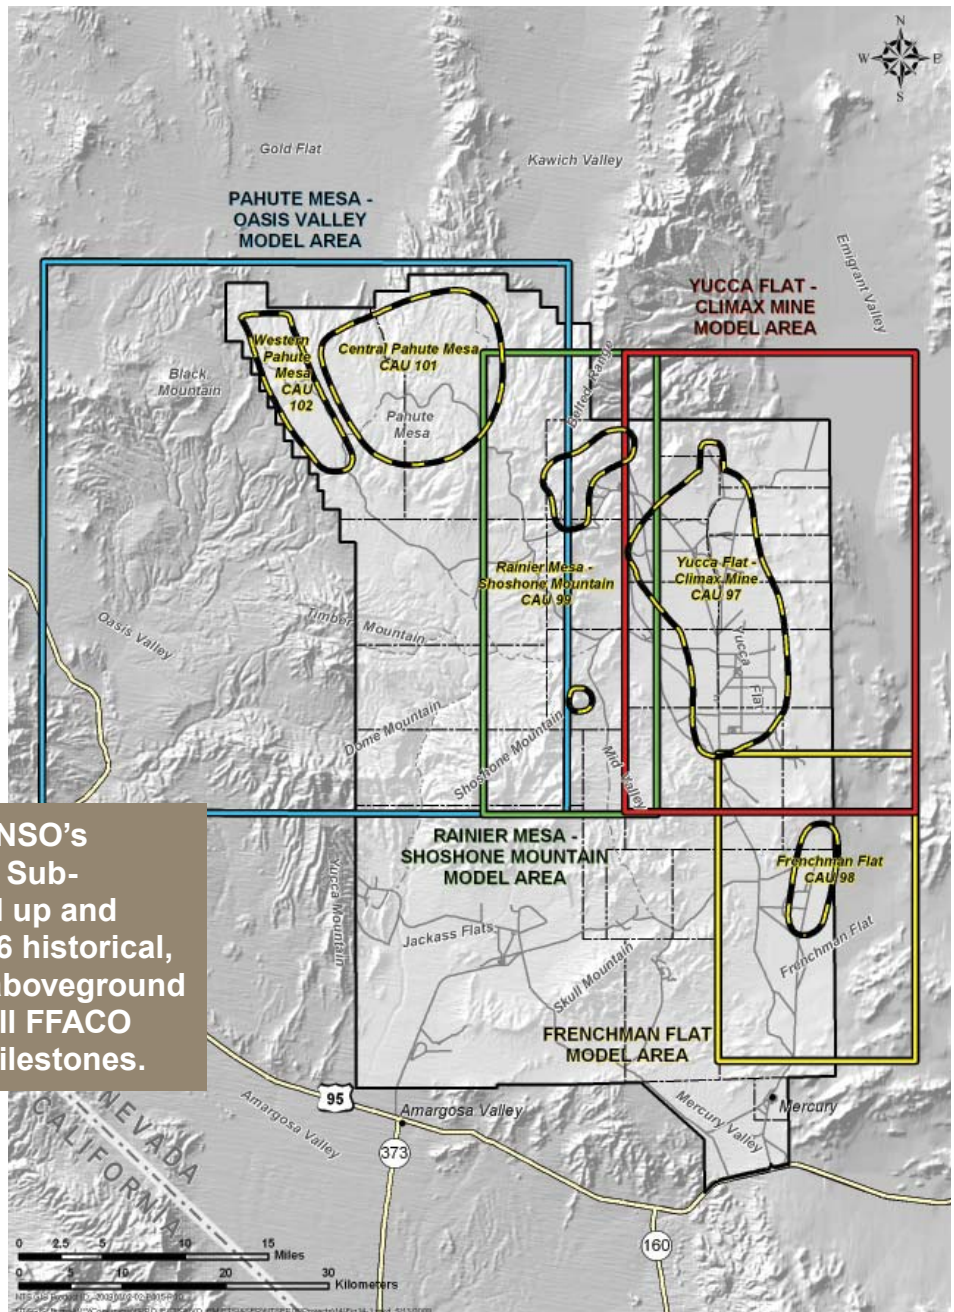 N
W E
S
Gold Flat
Kawich Valley
PAHUTE MESA -
OASIS VALLEY
MODEL AREA
Emigrant Valley
YUCCA FLAT -
CLIMAX MINE
MODEL AREA
Western
Pahute
Mesa
CAU
102
Central Pahute Mesa
CAU 101
Belted Range
Black
Mountain
Pahute
Mesa
Rainier Mesa -
Shoshone Mountain
CAU 99
Yucca Flat -
Climax Mine
CAU 97
Oasis Valley
Timber Mountain
Yucca Flat
Dome Mountain
Shoshone Mountain
Mid Valley
NSO’s
Sub-
l up and
6 historical,
aboveground
ll FFACO
ilestones.
RAINIER MESA -
SHOSHONE MOUNTAIN
MODEL AREA
Frenchman Flat
CAU 98
Yucca Mountain
Jackass Flats
Skull Mountain
Frenchman Flat
FRENCHMAN FLAT
MODEL AREA
NEVADA
CALIFORNIA
Amargosa Valley
95
Amargosa Valley
Mercury Valley
Mercury
373
160
0 2.5 5 10 15
Miles
0 5 10 20 30
Kilometers